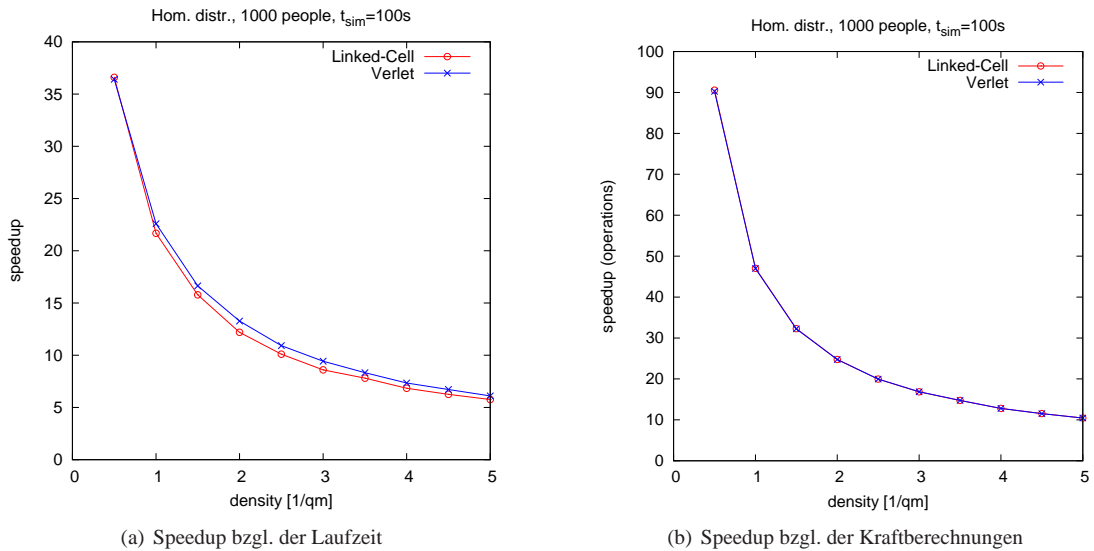 Hom. distr., 1000 people, t_sim=100s
40
35
30
25
20
15
10
5
0
speedup
Linked-Cell
Verlet
0 1 2 3 4 5
density [1/qm]
(a) Speedup bzgl. der Laufzeit
Hom. distr., 1000 people, t_sim=100s
100
90
80
70
60
50
40
30
20
10
0
speedup (operations)
Linked-Cell
Verlet
0 1 2 3 4 5
density [1/qm]
(b) Speedup bzgl. der Kraftberechnungen